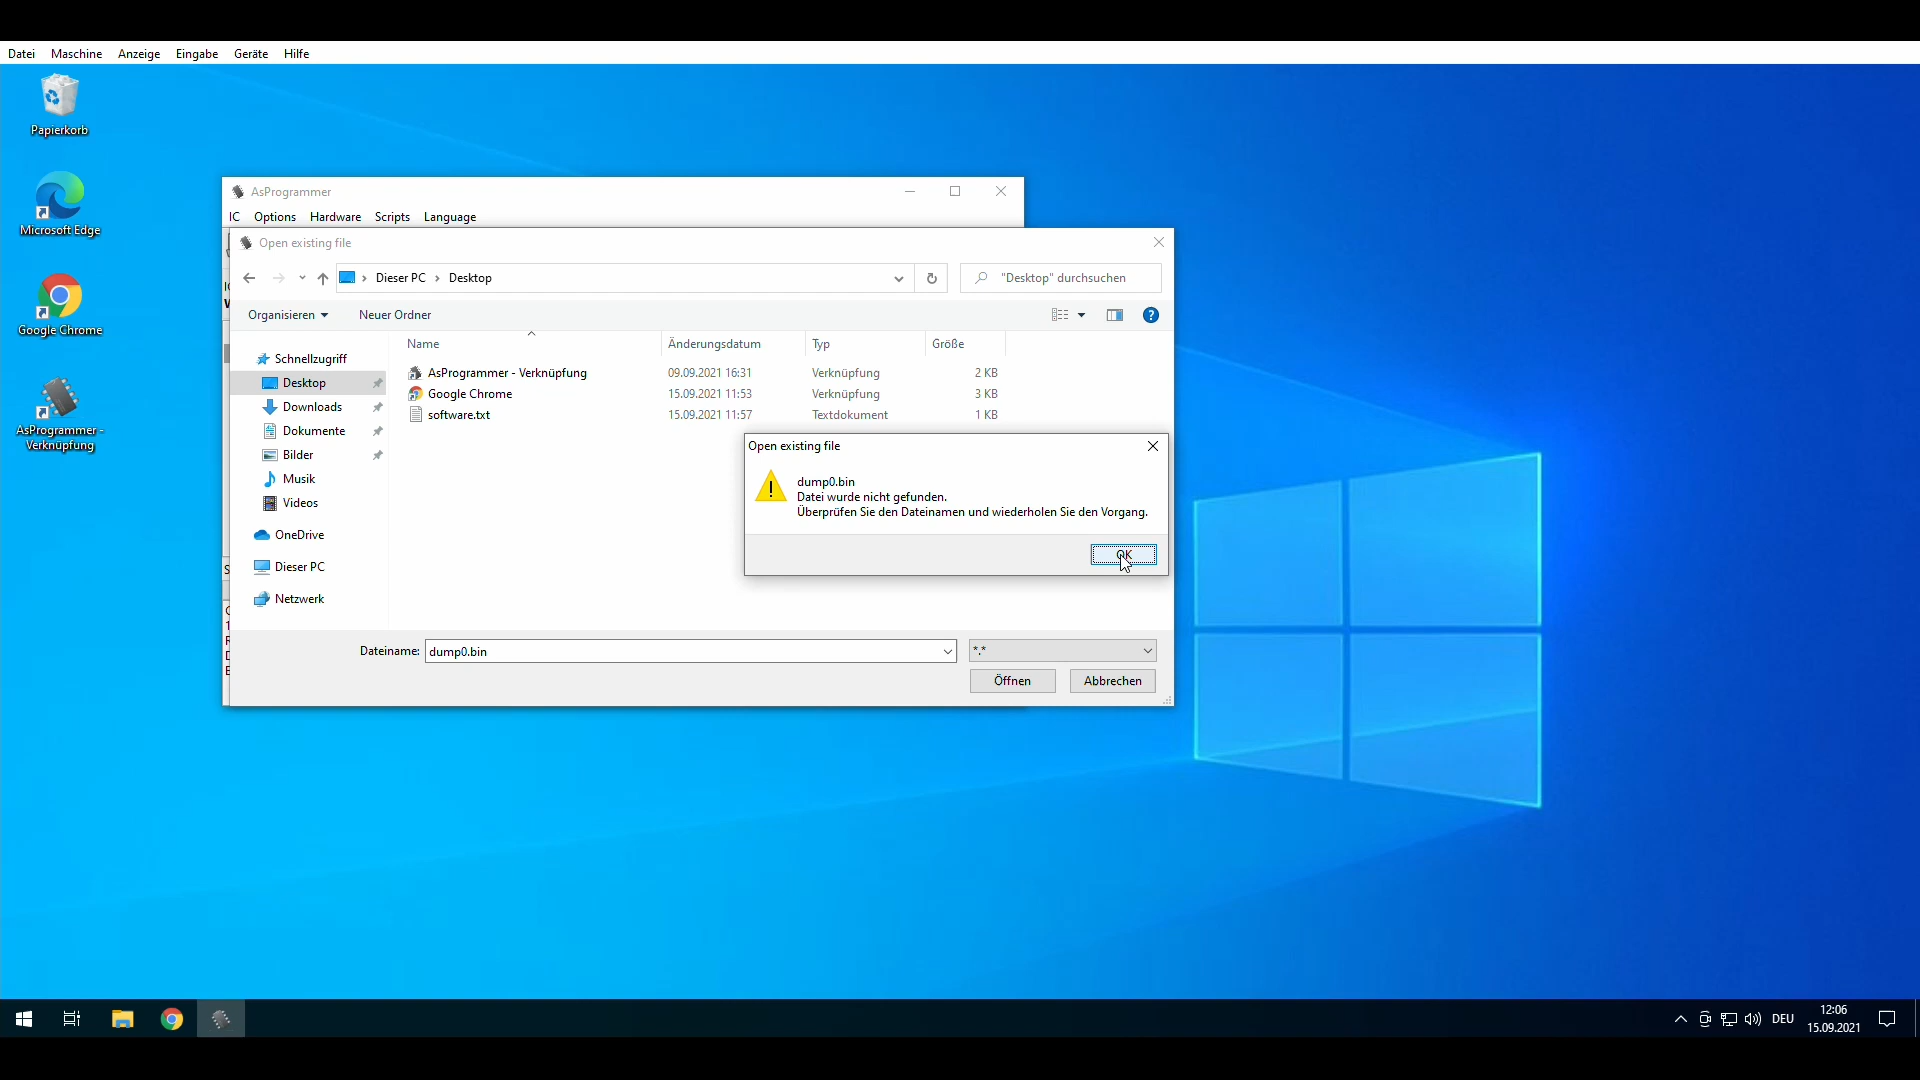 Datei Maschine Anzeige Eingabe Geräte Hilfe
Papierkorb
Microsoft Edge
Google Chrome
AsProgrammer -
Verknüpfung
AsProgrammer
IC Options Hardware Scripts Language
Open existing file
Dieser PC › Desktop
"Desktop" durchsuchen
Organisieren Neuer Ordner
Name Änderungsdatum Typ Größe
Schnellzugriff
Desktop
Downloads
Dokumente
Bilder
Musik
Videos
OneDrive
Dieser PC
Netzwerk
AsProgrammer - Verknüpfung 09.09.2021 16:31 Verknüpfung 2 KB
Google Chrome 15.09.2021 11:53 Verknüpfung 3 KB
software.txt 15.09.2021 11:57 Textdokument 1 KB
Open existing file
dump0.bin
Datei wurde nicht gefunden.
Überprüfen Sie den Dateinamen und wiederholen Sie den Vorgang.
OK
Dateiname: dump0.bin *.*
Öffnen Abbrechen
DEU
12:06
15.09.2021